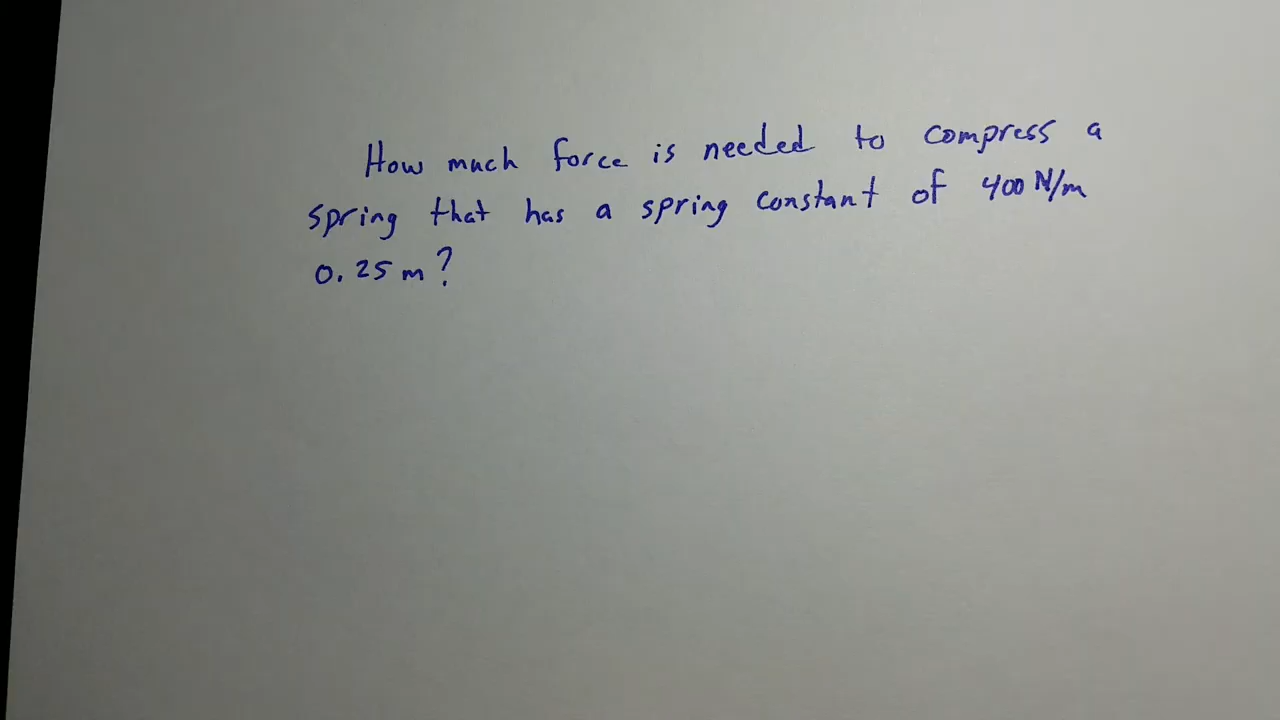 How much force is needed to compress a
spring that has a spring constant of 400 N/m
0.25 m?